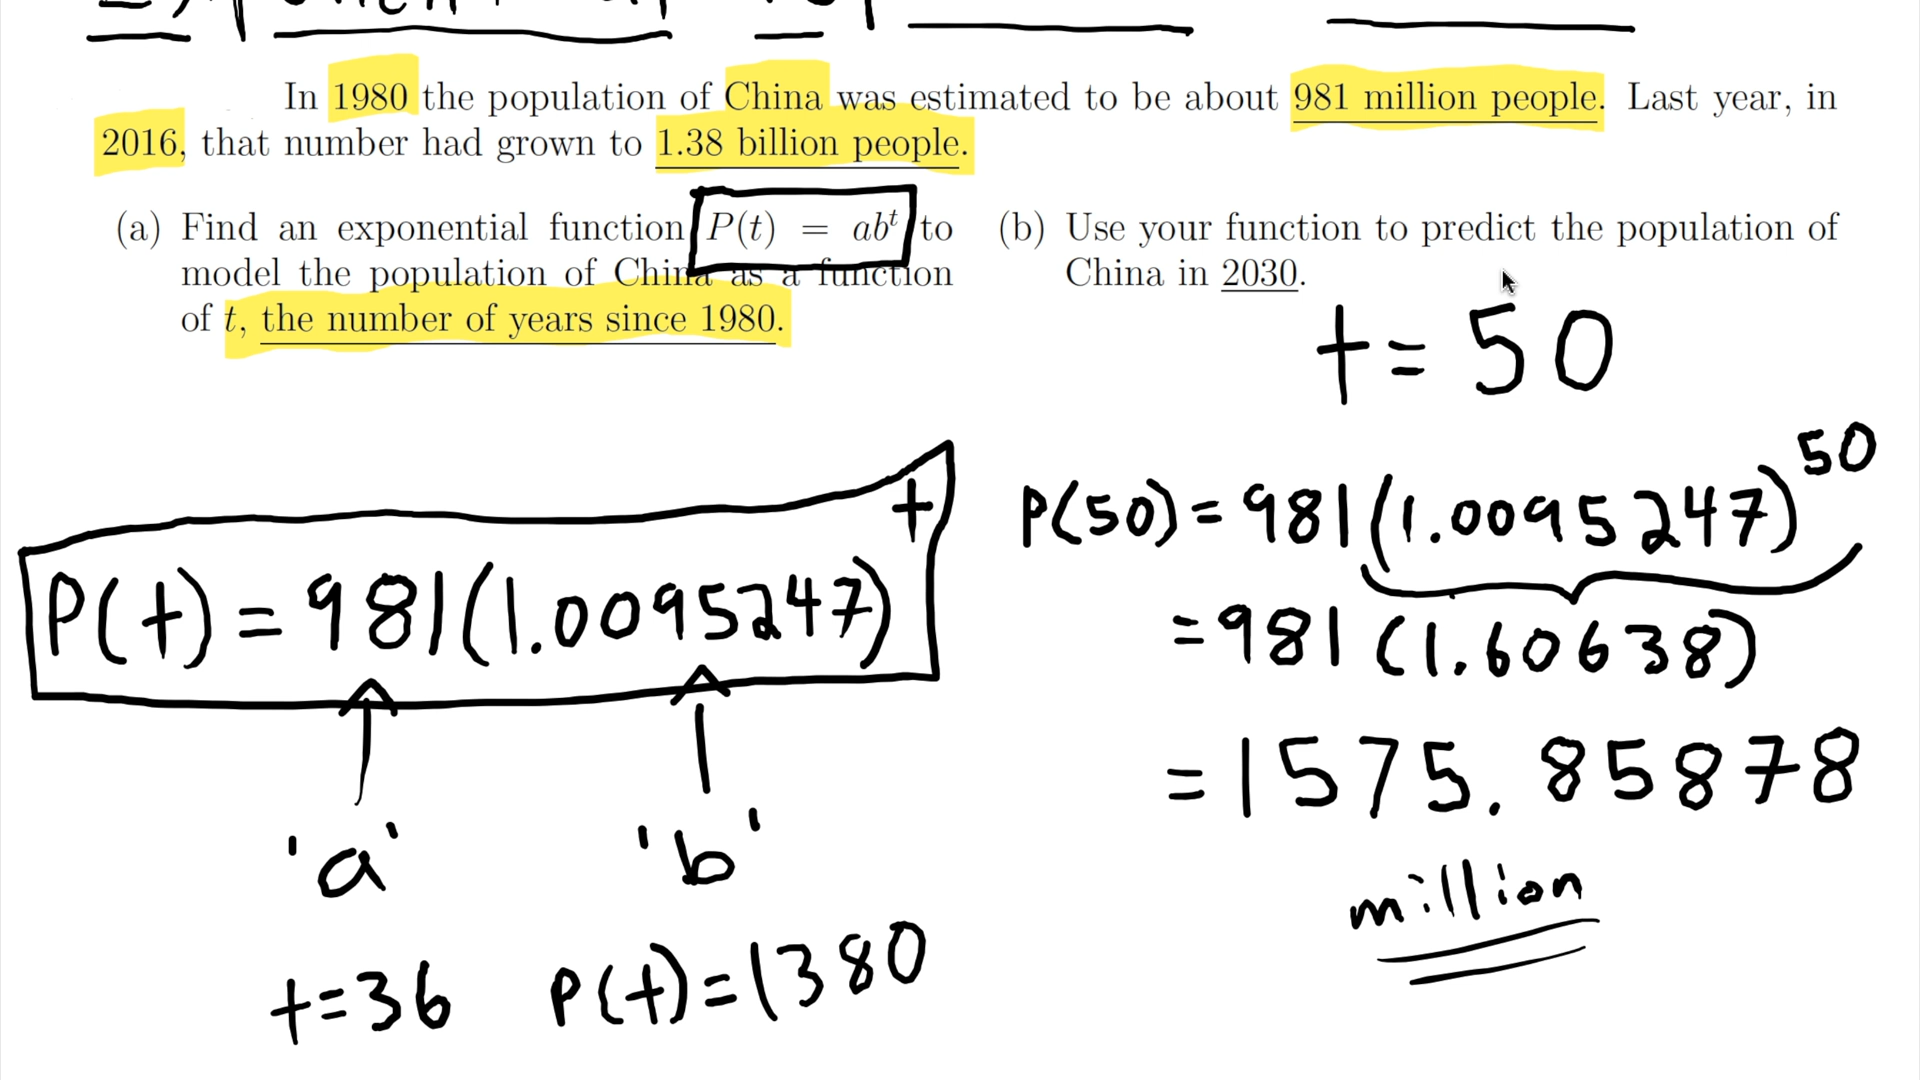 In 1980 the population of China was estimated to be about 981 million people. Last year, in
2016, that number had grown to 1.38 billion people.
(a) Find an exponential function P(t) = ab^t to
model the population of China as a function
of t, the number of years since 1980.
(b) Use your function to predict the population of
China in 2030.
t = 50
P(t) = 981(1.0095247)^t
'a' 'b'
t=36 P(t)=1380
P(50) = 981(1.0095247)^50
= 981 (1.60638)
= 1575.85878
million